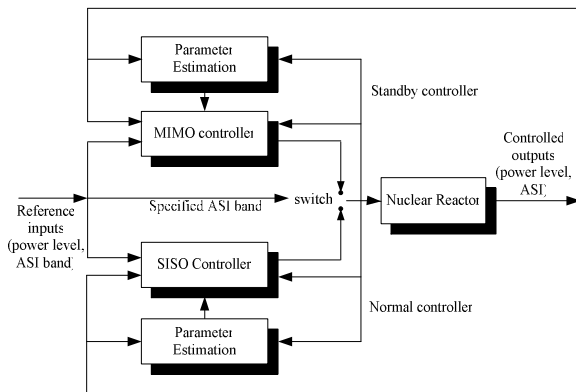 Parameter
Estimation
Standby controller
MIMO controller
Controlled
outputs
(power level,
ASI)
Specified ASI band
switch
Nuclear Reactor
Reference
inputs
(power level,
ASI band)
SISO Controller
Normal controller
Parameter
Estimation